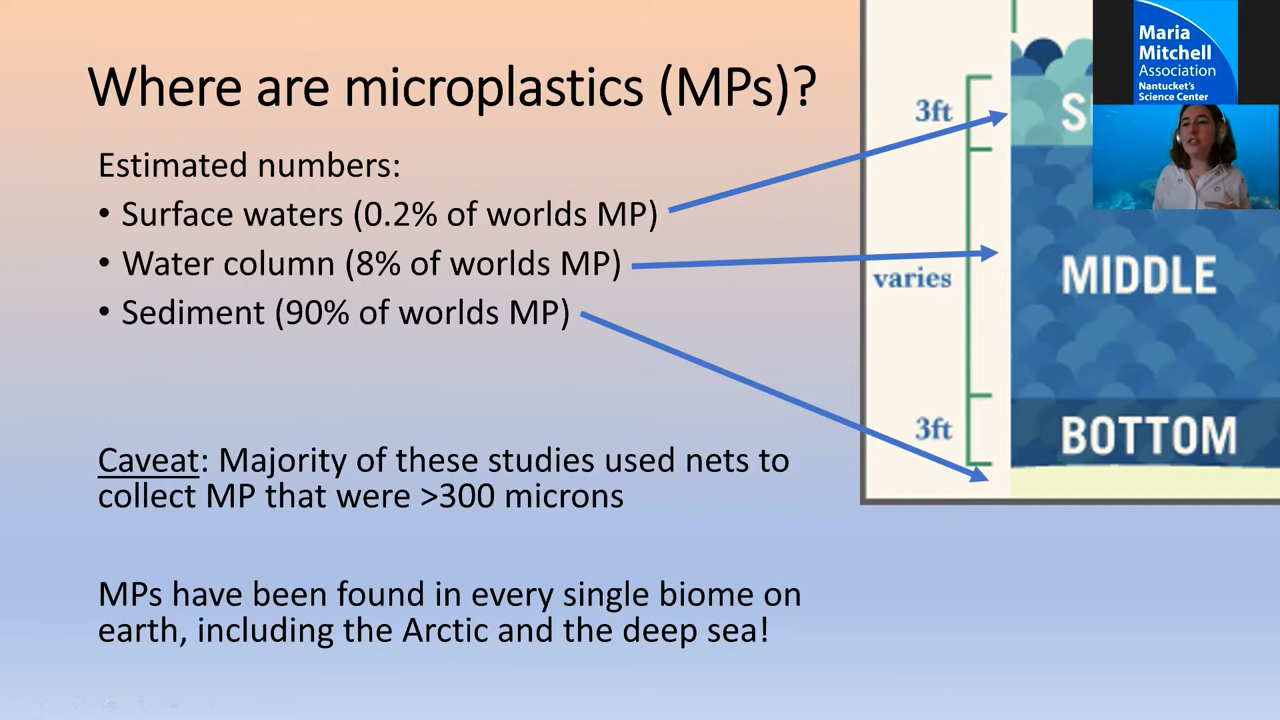 Where are microplastics (MPs)?
Estimated numbers:
• Surface waters (0.2% of worlds MP)
• Water column (8% of worlds MP)
• Sediment (90% of worlds MP)
Caveat: Majority of these studies used nets to
collect MP that were >300 microns
MPs have been found in every single biome on
earth, including the Arctic and the deep sea!
3ft
varies
MIDDLE
3ft
BOTTOM
Maria
Mitchell
Association
Nantucket's
Science Center